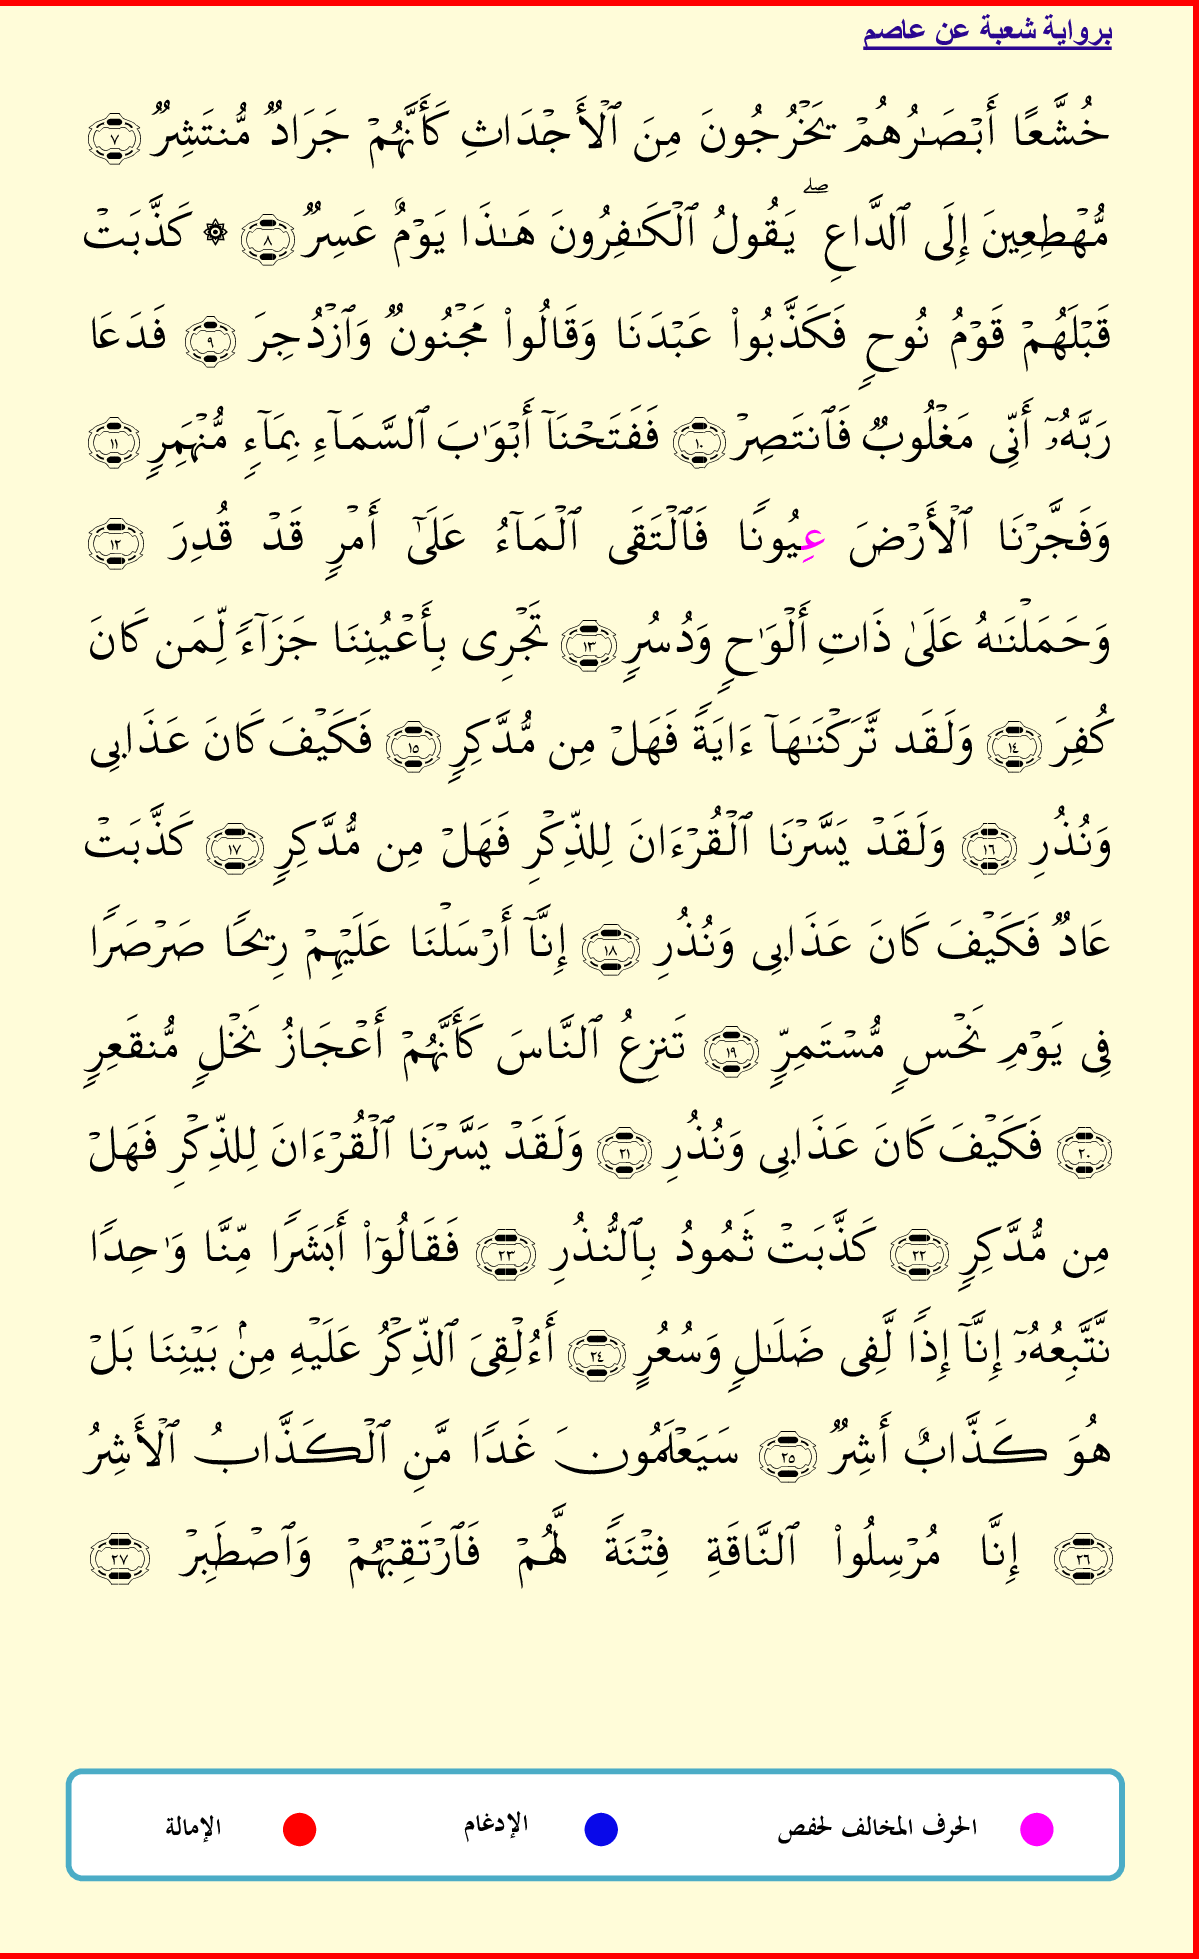 برواية شعبة عن عاصم
خُشَّعًا أَبْصَـٰرُهُمْ يَخْرُجُونَ مِنَ ٱلْأَجْدَاثِ كَأَنَّهُمْ جَرَادٌ مُّنتَشِرٌ ٧
مُّهْطِعِينَ إِلَى ٱلدَّاعِ ۖ يَقُولُ ٱلْكَـٰفِرُونَ هَـٰذَا يَوْمٌ عَسِرٌ ٨ ۞ كَذَّبَتْ
قَبْلَهُمْ قَوْمُ نُوحٍ فَكَذَّبُوا۟ عَبْدَنَا وَقَالُوا۟ مَجْنُونٌ وَٱزْدُجِرَ ٩ فَدَعَا
رَبَّهُۥٓ أَنِّى مَغْلُوبٌ فَٱنتَصِرْ ١٠ فَفَتَحْنَآ أَبْوَٰبَ ٱلسَّمَآءِ بِمَآءٍ مُّنْهَمِرٍ ١١
وَفَجَّرْنَا ٱلْأَرْضَ عِيُونًا فَٱلْتَقَى ٱلْمَآءُ عَلَىٰٓ أَمْرٍ قَدْ قُدِرَ ١٢
وَحَمَلْنَـٰهُ عَلَىٰ ذَاتِ أَلْوَٰحٍ وَدُسُرٍ ١٣ تَجْرِى بِأَعْيُنِنَا جَزَآءً لِّمَن كَانَ
كُفِرَ ١٤ وَلَقَد تَّرَكْنَـٰهَآ ءَايَةً فَهَلْ مِن مُّدَّكِرٍ ١٥ فَكَيْفَ كَانَ عَذَابِى
وَنُذُرِ ١٦ وَلَقَدْ يَسَّرْنَا ٱلْقُرْءَانَ لِلذِّكْرِ فَهَلْ مِن مُّدَّكِرٍ ١٧ كَذَّبَتْ
عَادٌ فَكَيْفَ كَانَ عَذَابِى وَنُذُرِ ١٨ إِنَّآ أَرْسَلْنَا عَلَيْهِمْ رِيحًا صَرْصَرًا
فِى يَوْمِ نَحْسٍ مُّسْتَمِرٍّ ١٩ تَنزِعُ ٱلنَّاسَ كَأَنَّهُمْ أَعْجَازُ نَخْلٍ مُّنقَعِرٍ
٢٠ فَكَيْفَ كَانَ عَذَابِى وَنُذُرِ ٢١ وَلَقَدْ يَسَّرْنَا ٱلْقُرْءَانَ لِلذِّكْرِ فَهَلْ
مِن مُّدَّكِرٍ ٢٢ كَذَّبَتْ ثَمُودُ بِٱلنُّذُرِ ٢٣ فَقَالُوٓا۟ أَبَشَرًا مِّنَّا وَٰحِدًا
نَّتَّبِعُهُۥٓ إِنَّآ إِذًا لَّفِى ضَلَـٰلٍ وَسُعُرٍ ٢٤ أَءُلْقِىَ ٱلذِّكْرُ عَلَيْهِ مِنۢ بَيْنِنَا بَلْ
هُوَ كَذَّابٌ أَشِرٌ ٢٥ سَيَعْلَمُونَ غَدًا مَّنِ ٱلْكَذَّابُ ٱلْأَشِرُ
٢٦ إِنَّا مُرْسِلُوا۟ ٱلنَّاقَةِ فِتْنَةً لَّهُمْ فَٱرْتَقِبْهُمْ وَٱصْطَبِرْ ٢٧
الحرف المخالف لحفص الإدغام الإمالة